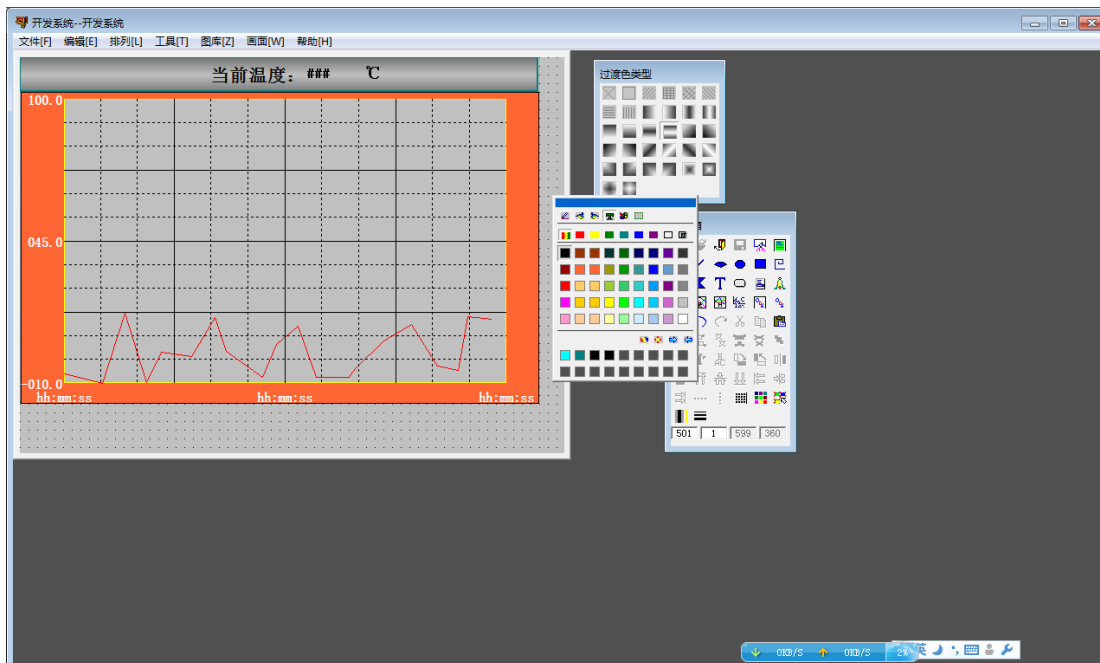 开发系统--开发系统
文件[F] 编辑[E] 排列[L] 工具[T] 图库[Z] 画面[W] 帮助[H]
当前温度：### ℃
100.0
045.0
-010.0
hh:mm:ss hh:mm:ss hh:mm:ss
过渡色类型
501 1 599 360
0KB/S 0KB/S 2% 英